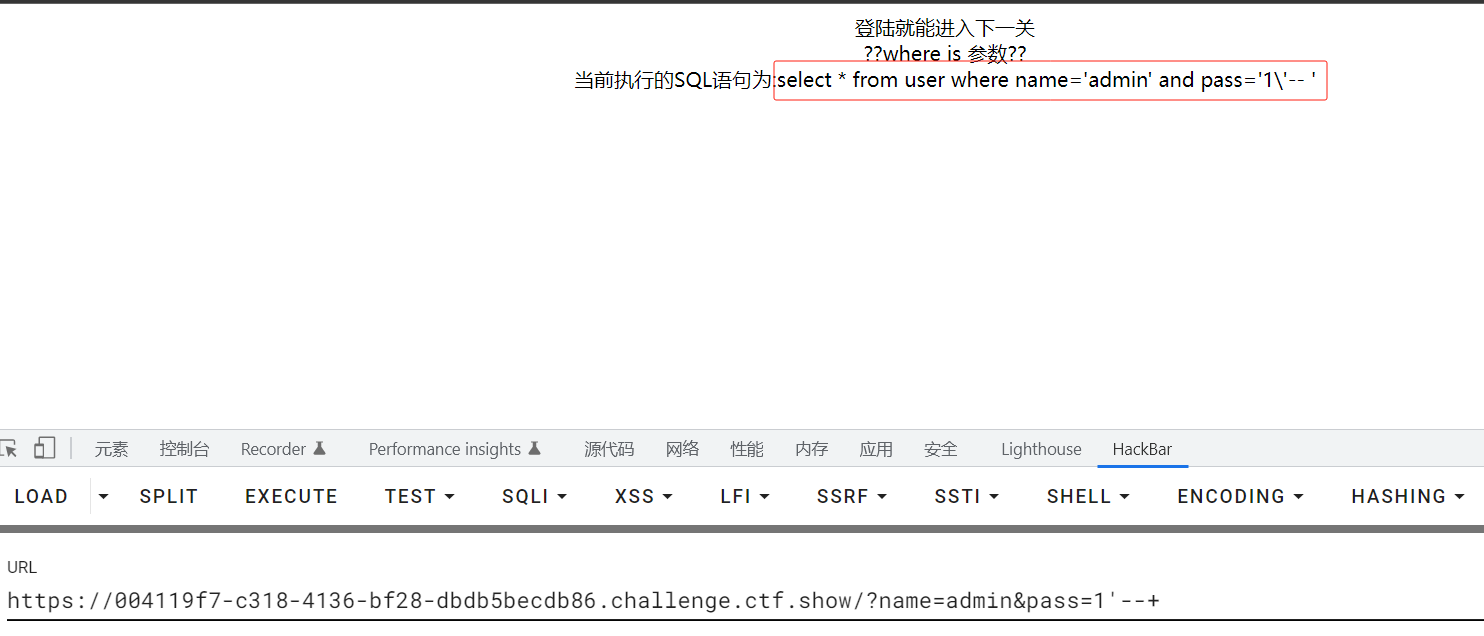 登陆就能进入下一关
??where is 参数??
当前执行的SQL语句为:select * from user where name='admin' and pass='1\'-- '
元素 控制台 Recorder Performance insights 源代码 网络 性能 内存 应用 安全 Lighthouse HackBar
LOAD SPLIT EXECUTE TEST SQLI XSS LFI SSRF SSTI SHELL ENCODING HASHING
URL
https://004119f7-c318-4136-bf28-dbdb5becdb86.challenge.ctf.show/?name=admin&pass=1'--+